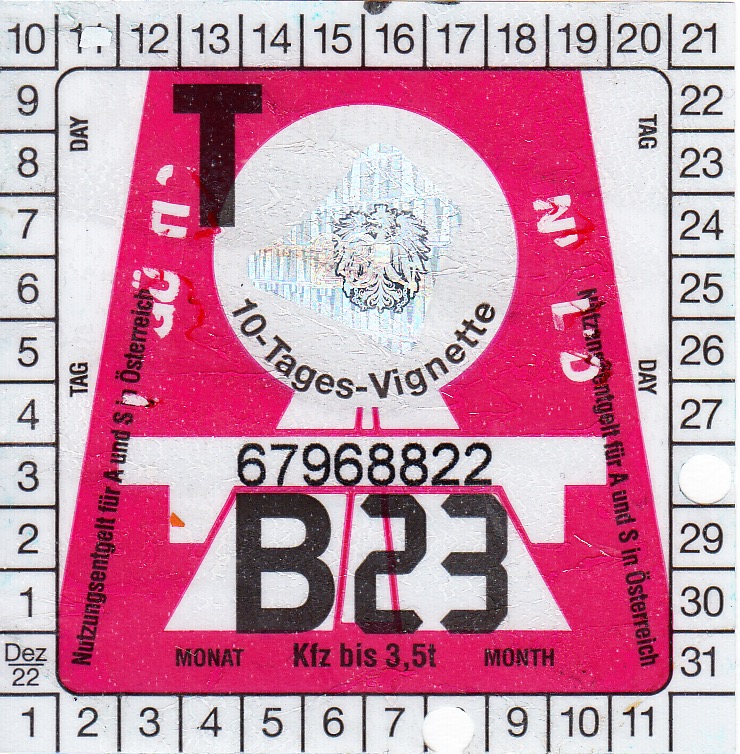 10 11 12 13 14 15 16 17 18 19 20 21
9 22
8 23
7 24
6 25
5 26
4 27
3
2 29
1 30
Dez 22 31
1 2 3 4 5 6 7 9 10 11
DAY
TAG
TAG
DAY
T
10-Tages-Vignette
Nutzungsentgelt für A und S in Österreich
Nutzungsentgelt für A und S in Österreich
67968822
B23
MONAT Kfz bis 3,5t MONTH